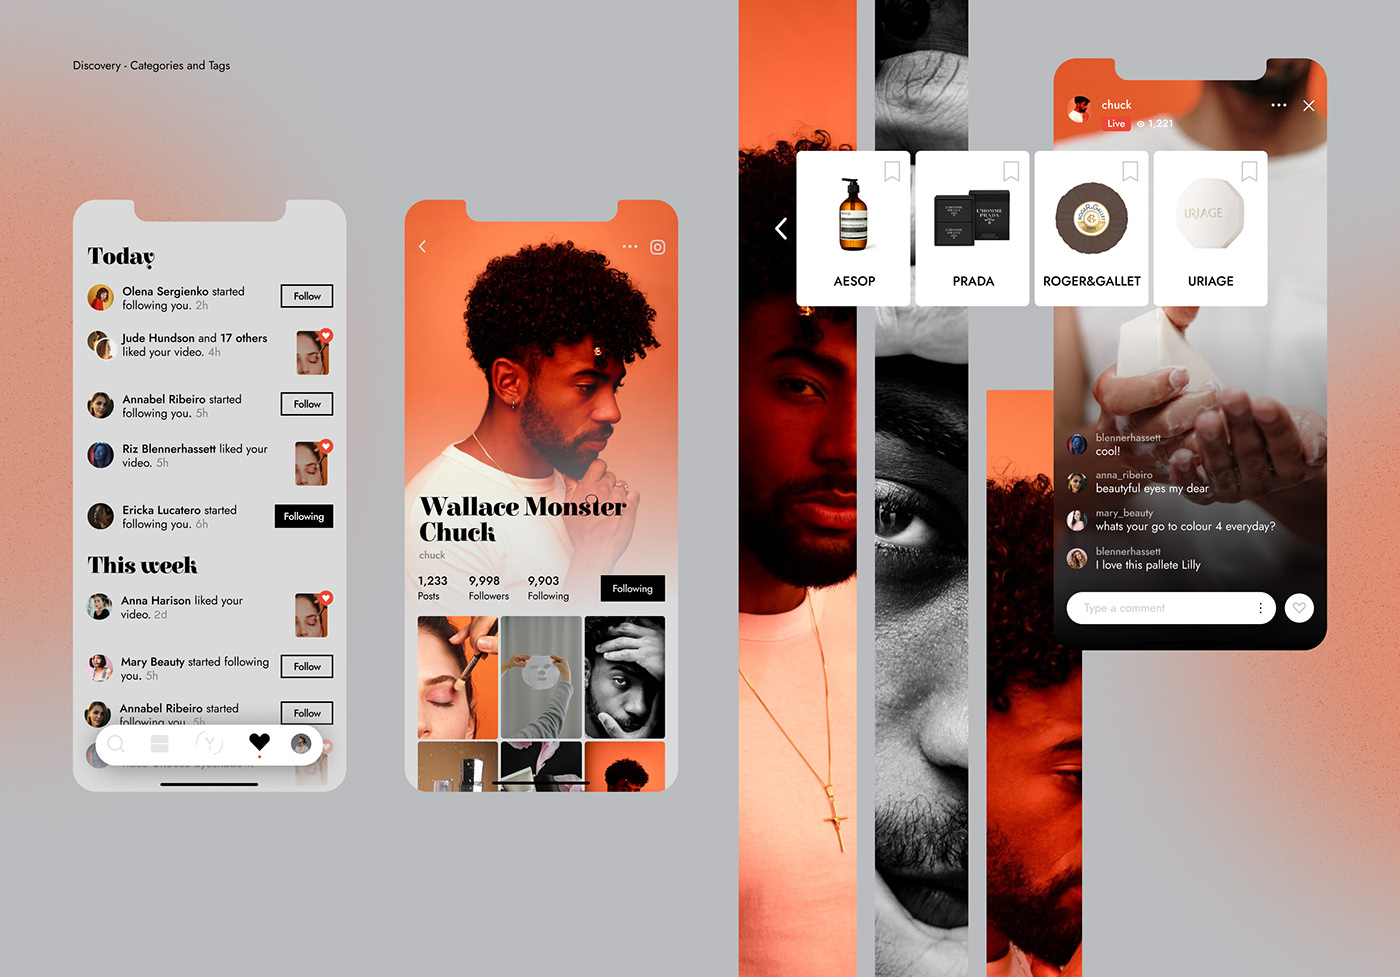 Discovery - Categories and Tags
Today
Olena Sergienko started
following you. 2h
Follow
Jude Hundson and 17 others
liked your video. 4h
Annabel Ribeiro started
following you. 5h
Follow
Riz Blennerhassett liked your
video. 5h
Ericka Lucatero started
following you. 6h
Following
This week
Anna Harison liked your
video. 2d
Mary Beauty started following
you. 5h
Follow
Annabel Ribeiro started
following you. 5h
Follow
Wallace Monster
Chuck
chuck
1,233
Posts
9,998
Followers
9,903
Following
Following
chuck
Live 1,221
AESOP
L'HOMME
PRADA
PRADA
ROGER&GALLET
ROGER&GALLET
URIAGE
URIAGE
blennerhassett
cool!
anna_ribeiro
beautyful eyes my dear
mary_beauty
whats your go to colour 4 everyday?
blennerhassett
I love this pallete Lilly
Type a comment